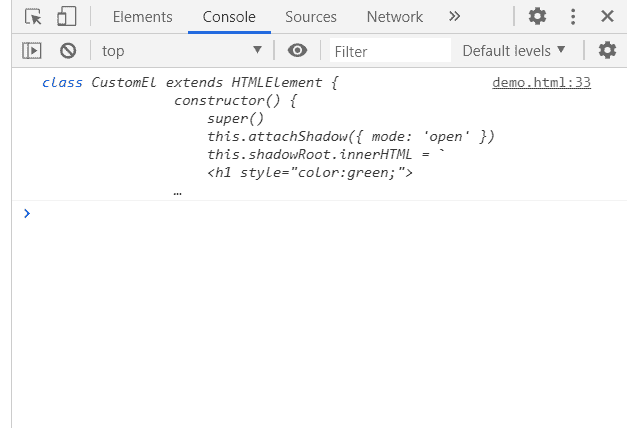 Elements Console Sources Network
top Filter Default levels
class CustomEl extends HTMLElement { demo.html:33
constructor() {
super()
this.attachShadow({ mode: 'open' })
this.shadowRoot.innerHTML = `
<h1 style="color:green;">
…